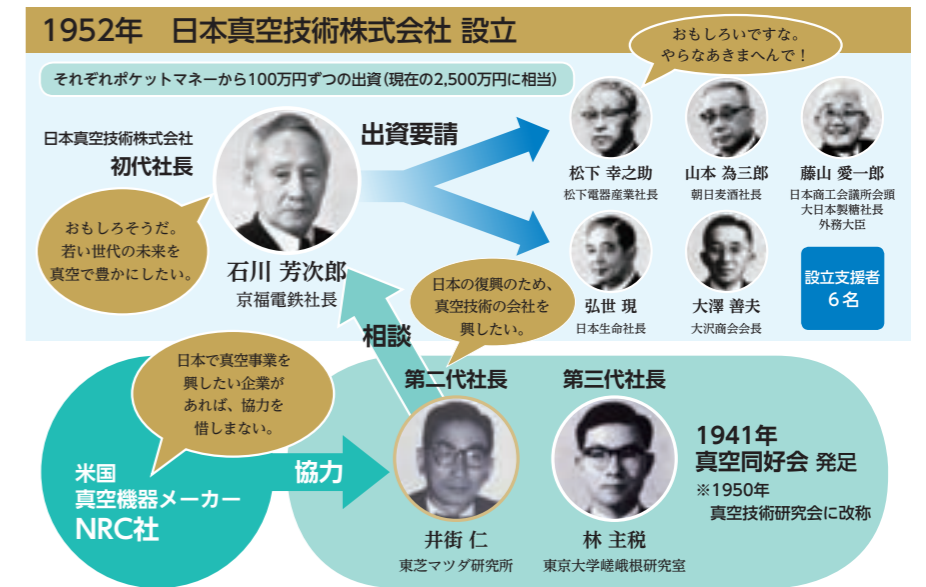 1952年　日本真空技術株式会社 設立
おもしろいですな。
やらなあきまへんで！
それぞれポケットマネーから100万円ずつの出資（現在の2,500万円に相当）
日本真空技術株式会社
初代社長
出資要請
おもしろそうだ。
若い世代の未来を
真空で豊かにしたい。
石川 芳次郎
京福電鉄社長
松下 幸之助
松下電器産業社長
山本 為三郎
朝日麦酒社長
藤山 愛一郎
日本商工会議所会頭
大日本製糖社長
外務大臣
弘世 現
日本生命社長
大澤 善夫
大沢商会会長
設立支援者
6名
日本の復興のため、
真空技術の会社を
興したい。
相談
日本で真空事業を
興したい企業が
あれば、協力を
惜しまない。
米国
真空機器メーカー
NRC社
協力
第二代社長
井街 仁
東芝マツダ研究所
第三代社長
林 主税
東京大学嵯峨根研究室
1941年
真空同好会 発足
※1950年
真空技術研究会に改称